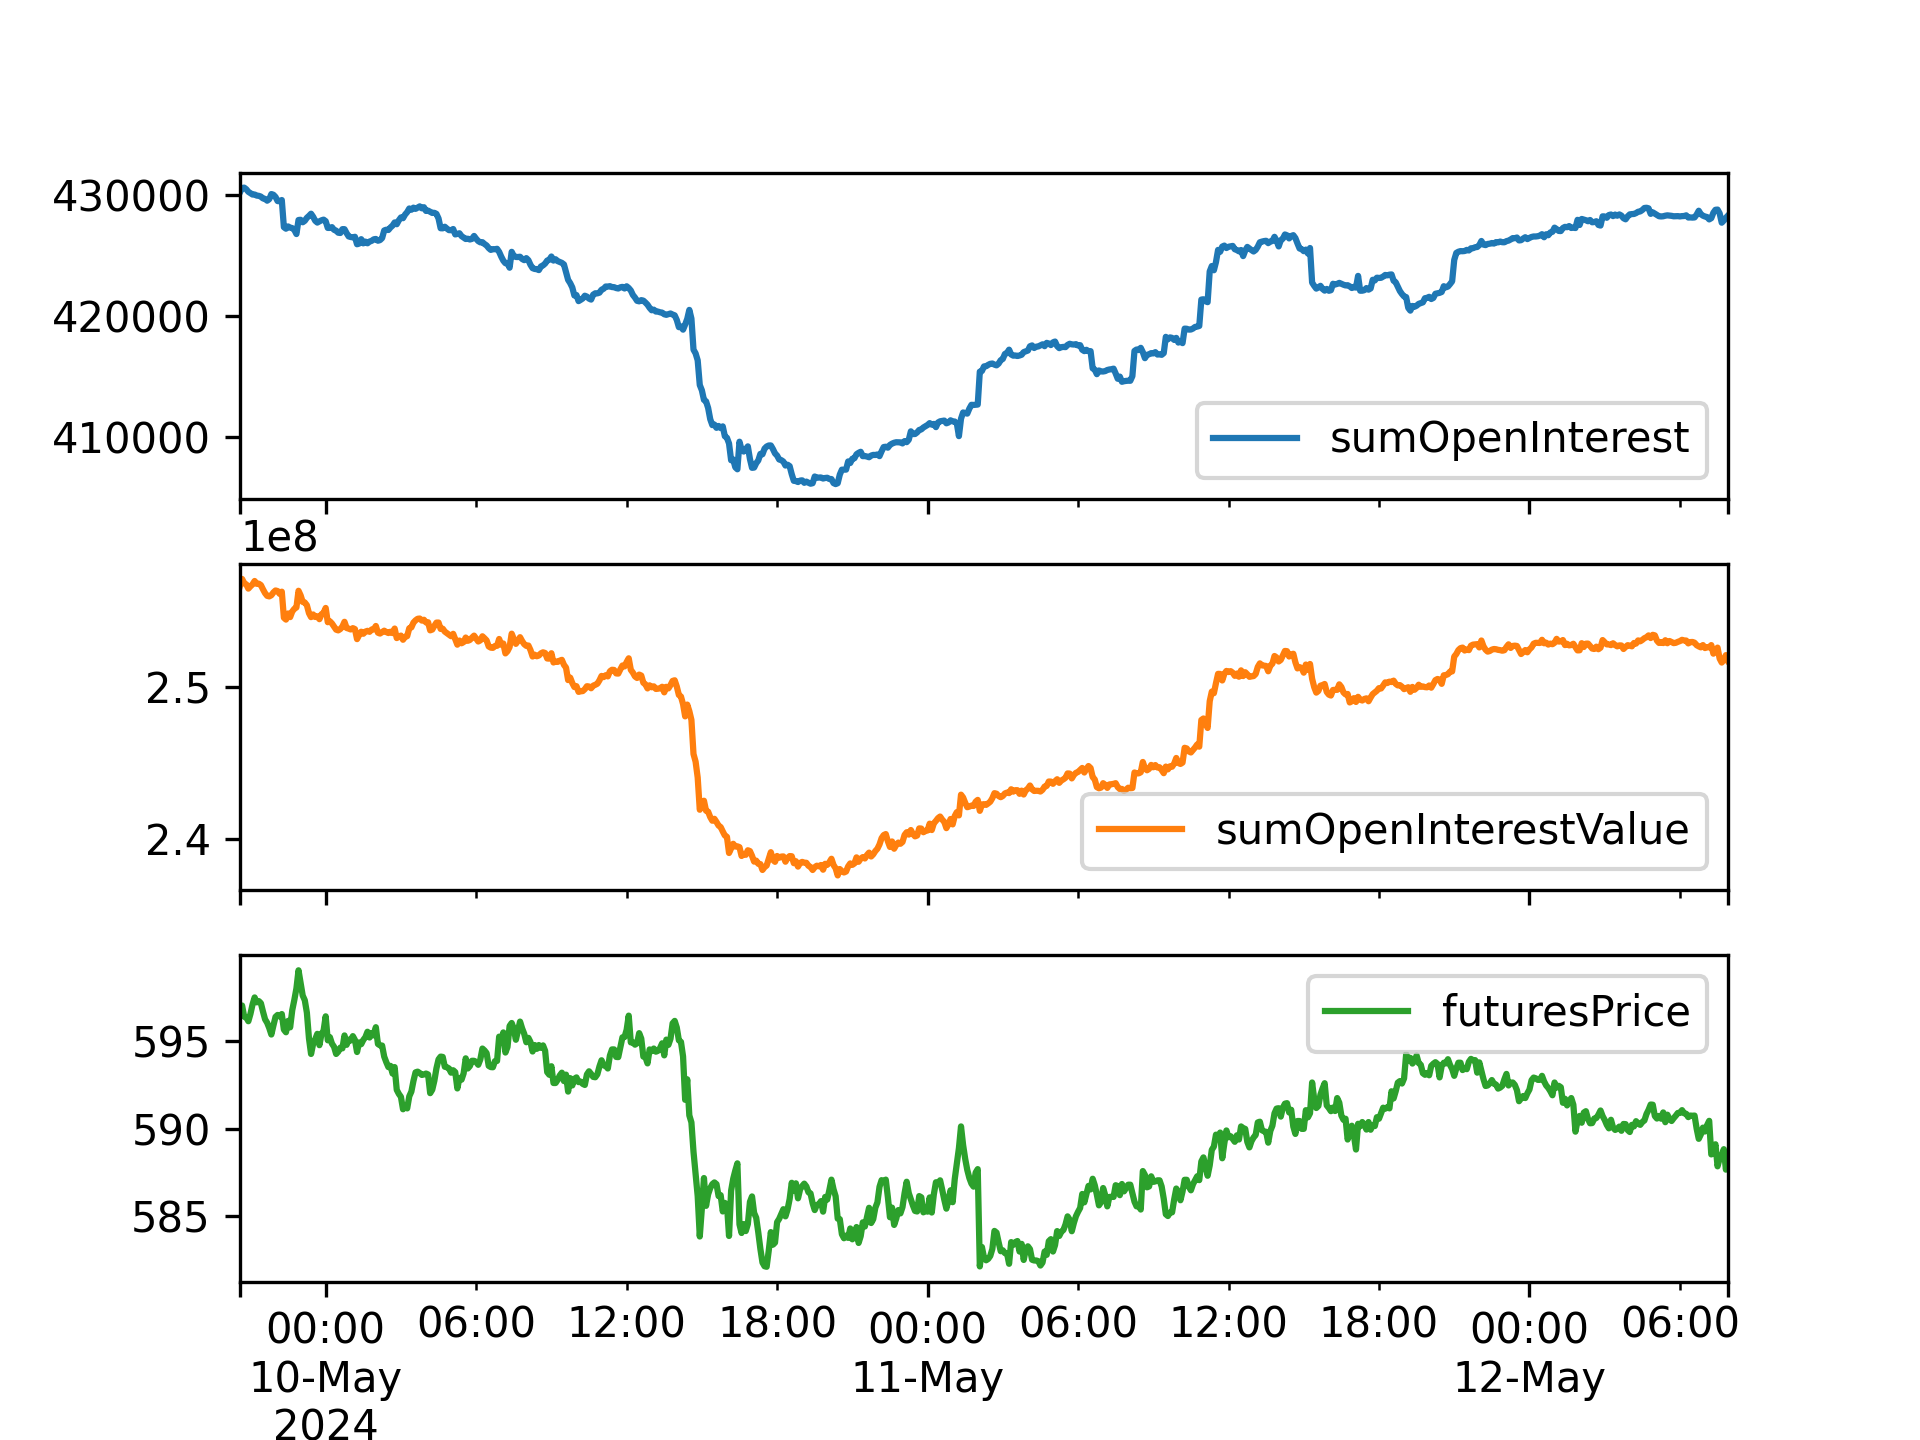 430000
420000
410000
sumOpenInterest
1e8
2.5
2.4
sumOpenInterestValue
595
590
585
futuresPrice
00:00 06:00 12:00 18:00 00:00 06:00 12:00 18:00 00:00 06:00
10-May 11-May 12-May
2024